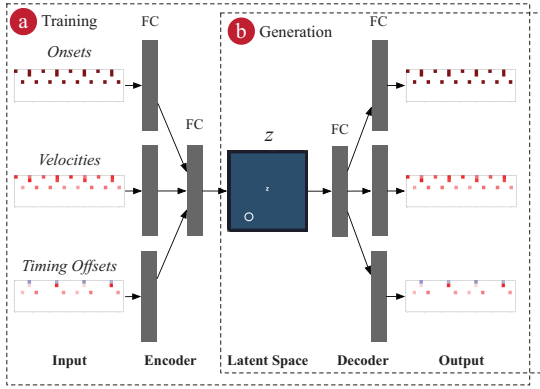 a Training
b Generation
FC
FC
Onsets
FC
FC
z
Velocities
z
Timing Offsets
Input
Encoder
Latent Space
Decoder
Output